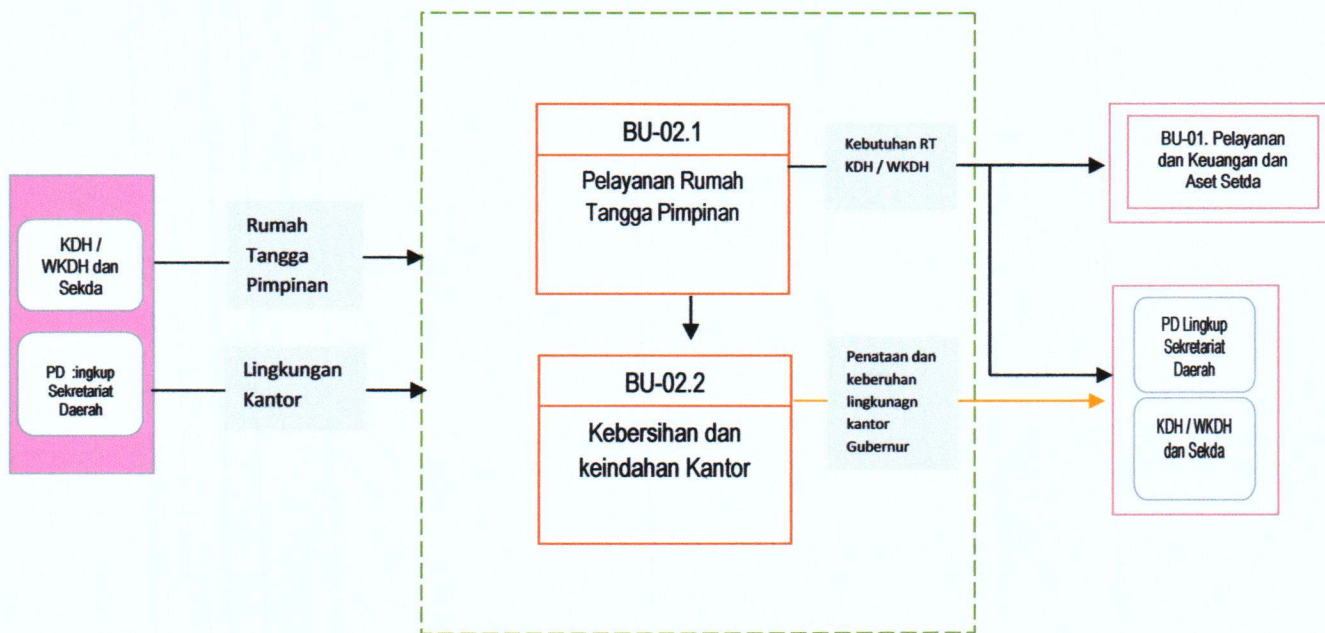 KDH /
WKDH dan
Sekda
PD :ingkup
Sekretariat
Daerah
Rumah
Tangga
Pimpinan
Lingkungan
Kantor
BU-02.1
Pelayanan Rumah
Tangga Pimpinan
BU-02.2
Kebersihan dan
keindahan Kantor
Kebutuhan RT
KDH / WKDH
Penataan dan
keberuhan
lingkunagn
kantor
Gubernur
BU-01. Pelayanan
dan Keuangan dan
Aset Setda
PD Lingkup
Sekretariat
Daerah
KDH / WKDH
dan Sekda